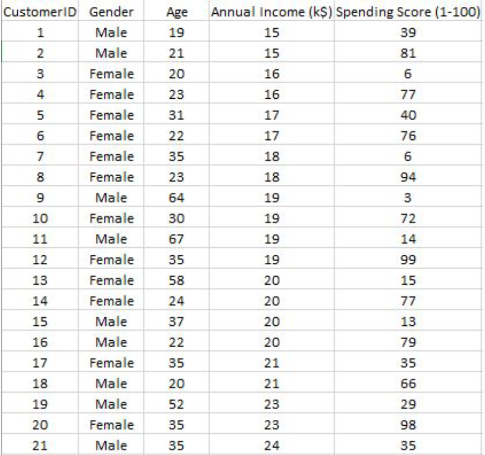 CustomerID Gender Age Annual Income (k$) Spending Score (1-100)
1 Male 19 15 39
2 Male 21 15 81
3 Female 20 16 6
4 Female 23 16 77
5 Female 31 17 40
6 Female 22 17 76
7 Female 35 18 6
8 Female 23 18 94
9 Male 64 19 3
10 Female 30 19 72
11 Male 67 19 14
12 Female 35 19 99
13 Female 58 20 15
14 Female 24 20 77
15 Male 37 20 13
16 Male 22 20 79
17 Female 35 21 35
18 Male 20 21 66
19 Male 52 23 29
20 Female 35 23 98
21 Male 35 24 35